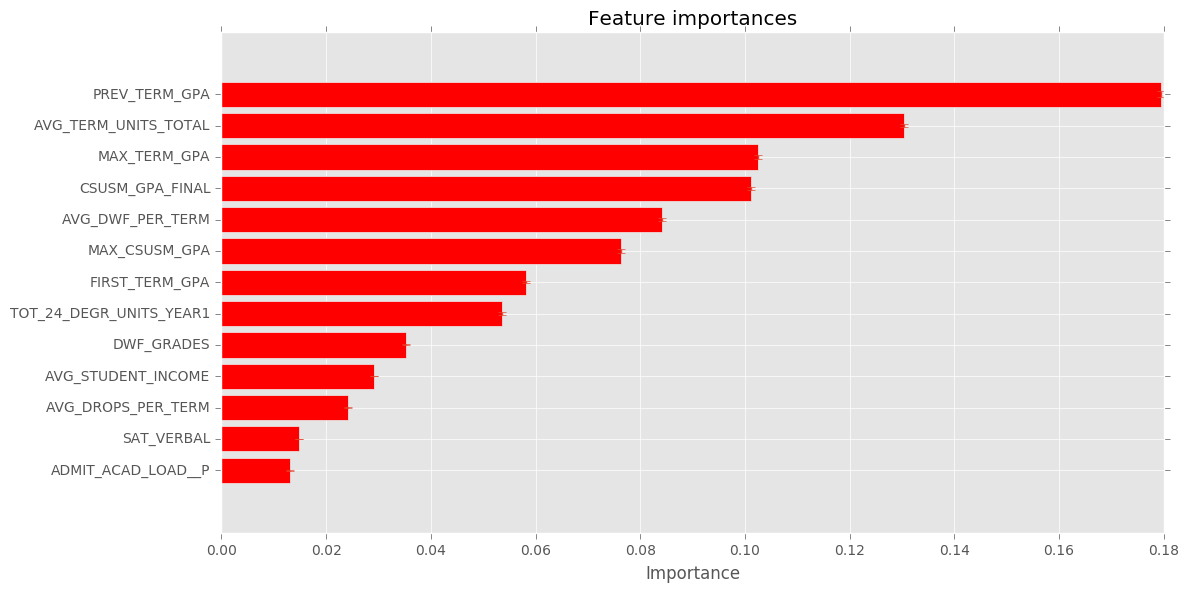 Feature importances
PREV_TERM_GPA
AVG_TERM_UNITS_TOTAL
MAX_TERM_GPA
CSUSM_GPA_FINAL
AVG_DWF_PER_TERM
MAX_CSUSM_GPA
FIRST_TERM_GPA
TOT_24_DEGR_UNITS_YEAR1
DWF_GRADES
AVG_STUDENT_INCOME
AVG_DROPS_PER_TERM
SAT_VERBAL
ADMIT_ACAD_LOAD__P
0.00 0.02 0.04 0.06 0.08 0.10 0.12 0.14 0.16 0.18
Importance